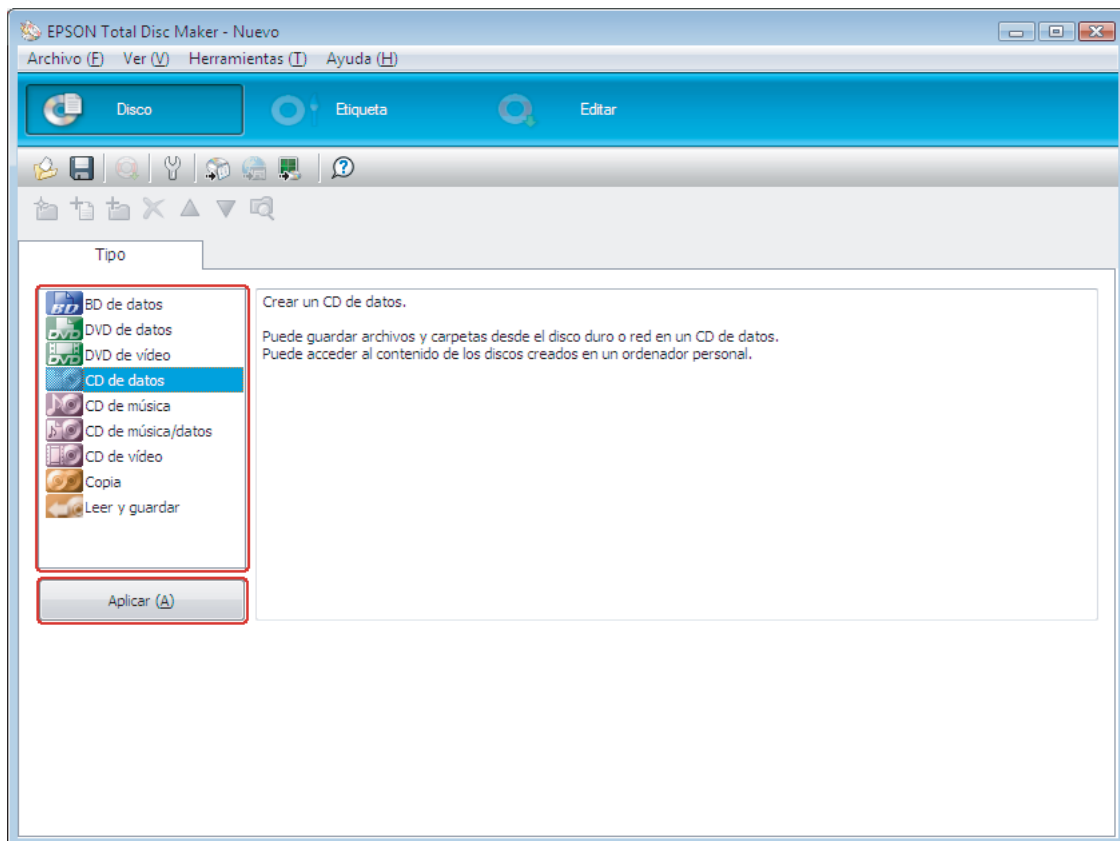 EPSON Total Disc Maker - Nuevo
Archivo (F) Ver (V) Herramientas (T) Ayuda (H)
Disco Etiqueta Editar
Tipo
BD de datos
DVD de datos
DVD de vídeo
CD de datos
CD de música
CD de música/datos
CD de vídeo
Copia
Leer y guardar
Aplicar (A)
Crear un CD de datos.
Puede guardar archivos y carpetas desde el disco duro o red en un CD de datos.
Puede acceder al contenido de los discos creados en un ordenador personal.